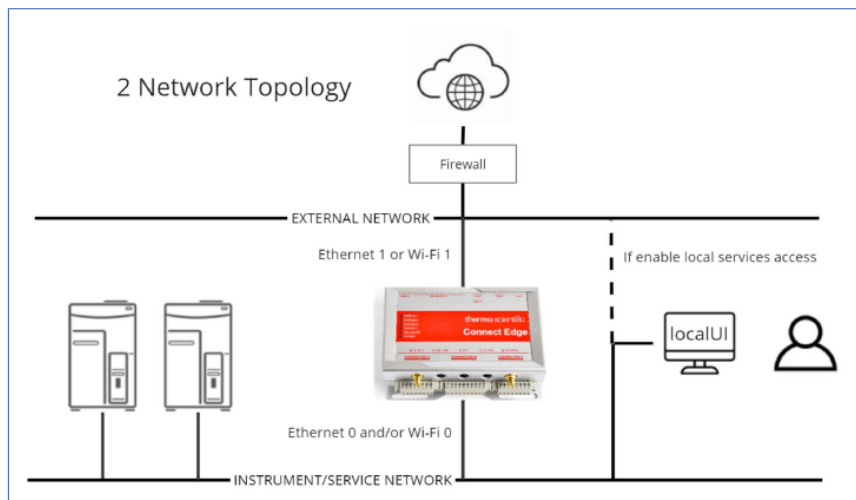 2 Network Topology
Firewall
EXTERNAL NETWORK
Ethernet 1 or Wi-Fi 1
If enable local services access
thermo scientific
Connect Edge
localUI
Ethernet 0 and/or Wi-Fi 0
INSTRUMENT/SERVICE NETWORK